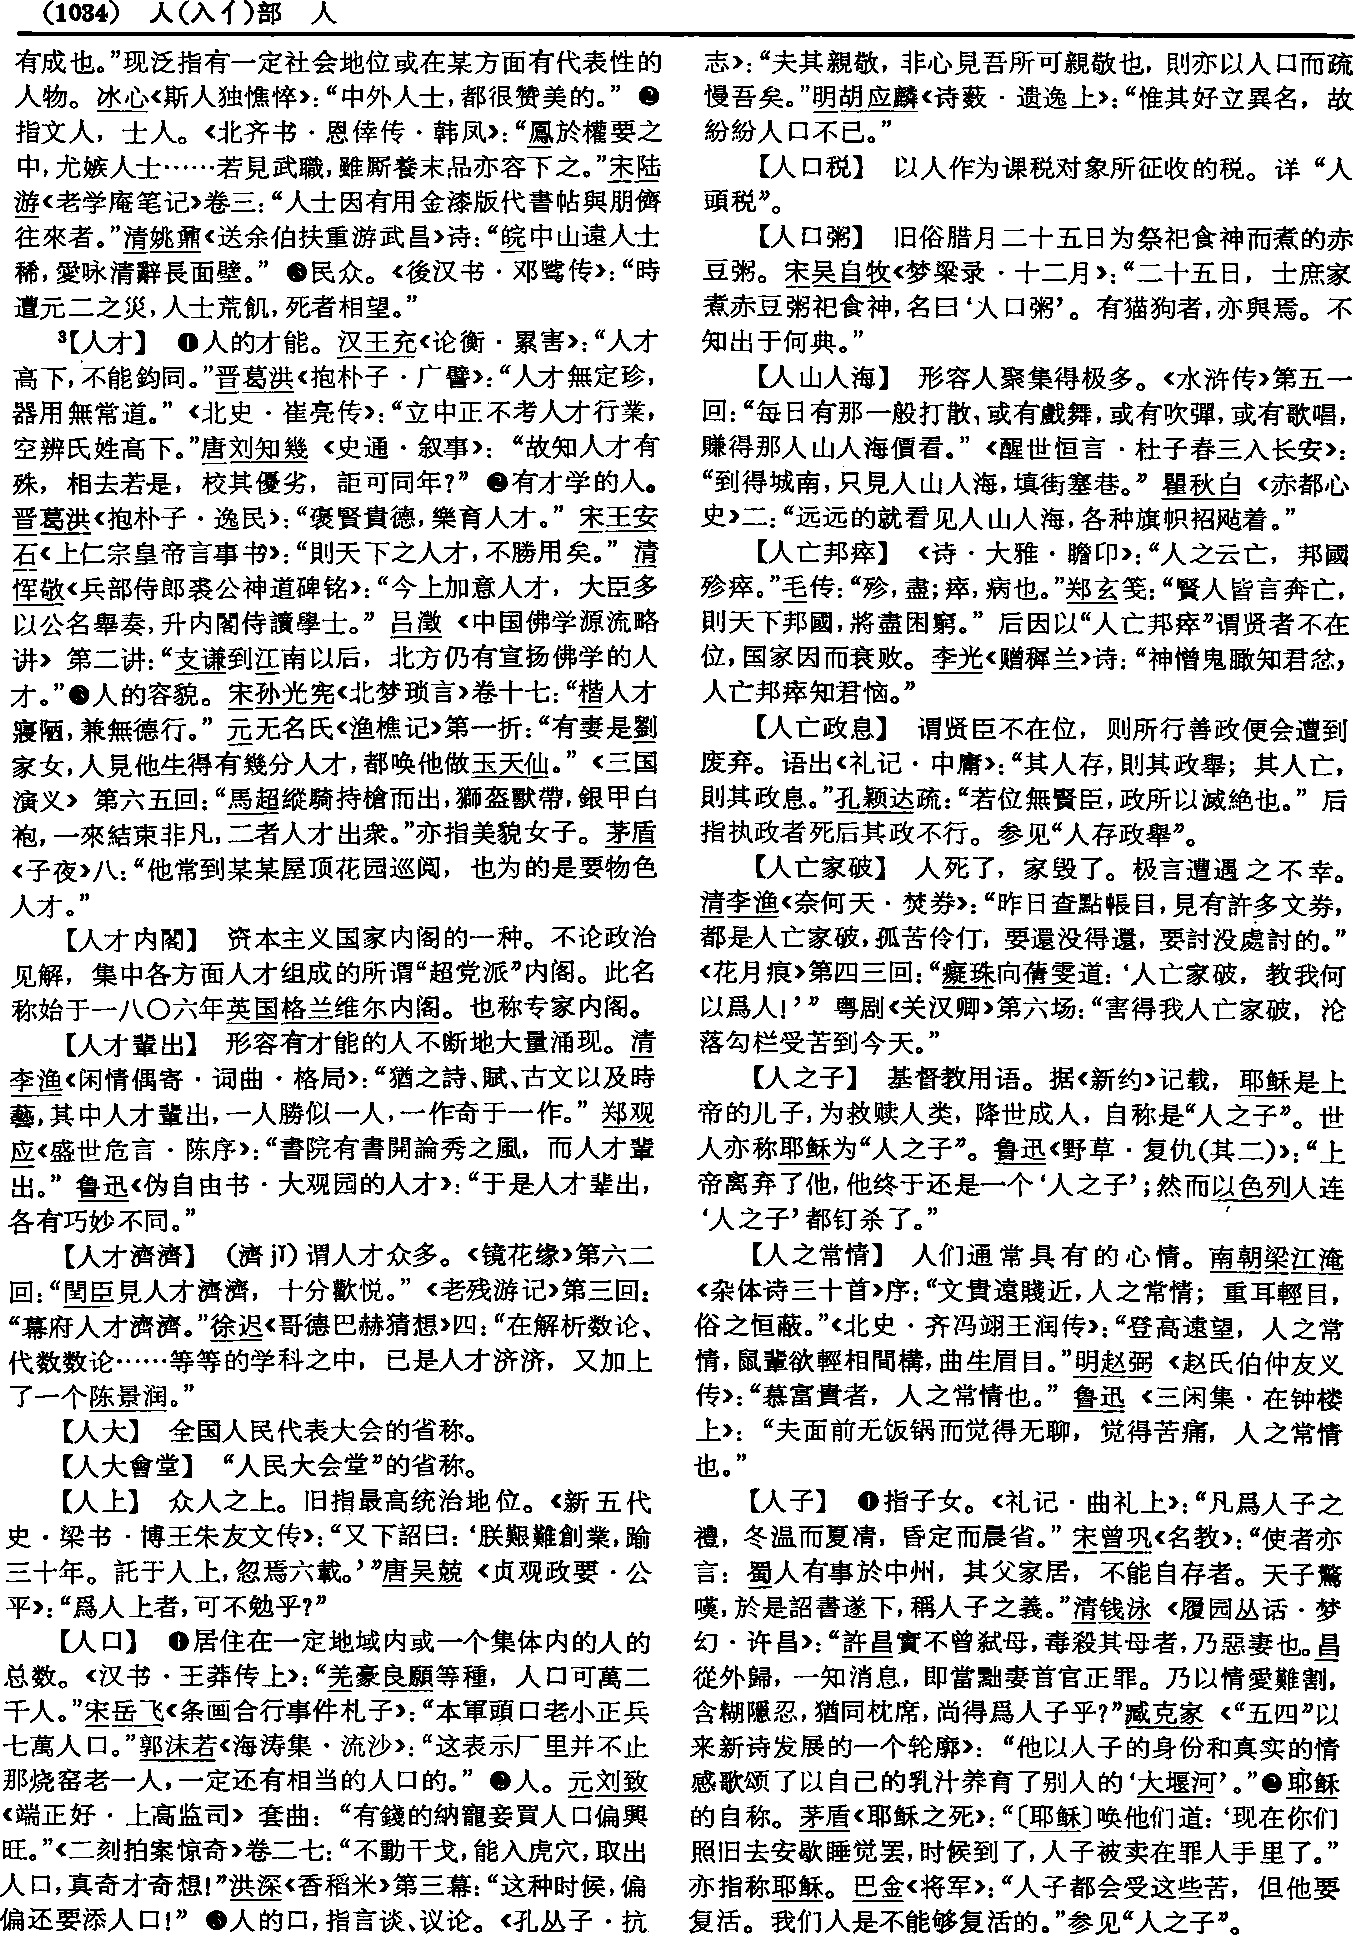 (1034) 人(入亻)部 人
有成也。”现泛指有一定社会地位或在某方面有代表性的
人物。冰心《斯人独憔悴》：“中外人士，都很赞美的。” ❷
指文人，士人。《北齐书·恩倖传·韩凤》：“鳳於權要之
中，尤嫉人士……若見武職，雖厮養末品亦容下之。”宋陆
游《老学庵笔记》卷三：“人士因有用金漆版代書帖與朋儕
往來者。”清姚鼐《送余伯扶重游武昌》诗：“皖中山遠人士
稀，愛咏清辭長面壁。” ❸民众。《後汉书·邓骘传》：“時
遭元二之災，人士荒飢，死者相望。”
³【人才】 ❶人的才能。汉王充《论衡·累害》：“人才
高下，不能鈞同。”晋葛洪《抱朴子·广譬》：“人才無定珍，
器用無常道。”《北史·崔亮传》：“立中正不考人才行業，
空辨氏姓高下。”唐刘知幾《史通·叙事》：“故知人才有
殊，相去若是，校其優劣，詎可同年？” ❷有才学的人。
晋葛洪《抱朴子·逸民》：“褒賢貴德，樂育人才。” 宋王安
石《上仁宗皇帝言事书》：“則天下之人才，不勝用矣。” 清
恽敬《兵部侍郎裘公神道碑铭》：“今上加意人才，大臣多
以公名舉奏，升内閣侍讀學士。” 吕澂《中国佛学源流略
讲》第二讲：“支谦到江南以后，北方仍有宣扬佛学的人
才。”❸人的容貌。宋孙光宪《北梦琐言》卷十七：“楷人才
寢陋，兼無德行。” 元无名氏《渔樵记》第一折：“有妻是劉
家女，人見他生得有幾分人才，都唤他做玉天仙。”《三国
演义》第六五回：“馬超縱騎持槍而出，獅盔獸帶，銀甲白
袍，一來結束非凡，二者人才出衆。”亦指美貌女子。茅盾
《子夜》八：“他常到某某屋顶花园巡阅，也为的是要物色
人才。”
【人才内閣】 资本主义国家内阁的一种。不论政治
见解，集中各方面人才组成的所谓“超党派”内阁。此名
称始于一八〇六年英国格兰维尔内阁。也称专家内阁。
【人才輩出】 形容有才能的人不断地大量涌现。清
李渔《闲情偶寄·词曲·格局》：“猶之詩、賦、古文以及時
藝，其中人才輩出，一人勝似一人，一作奇于一作。” 郑观
应《盛世危言·陈序》：“書院有書開論秀之風，而人才輩
出。” 鲁迅《伪自由书·大观园的人才》：“于是人才辈出，
各有巧妙不同。”
【人才濟濟】 (濟jǐ)谓人才众多。《镜花缘》第六二
回：“閨臣見人才濟濟，十分歡悦。”《老残游记》第三回：
“幕府人才濟濟。”徐迟《哥德巴赫猜想》四：“在解析数论、
代数数论……等等的学科之中，已是人才济济，又加上
了一个陈景润。”
【人大】 全国人民代表大会的省称。
【人大會堂】 “人民大会堂”的省称。
【人上】 众人之上。旧指最高统治地位。《新五代
史·梁书·博王朱友文传》：“又下詔曰：‘朕艱難創業，踰
三十年。託于人上，忽焉六載。’”唐吴兢《贞观政要·公
平》：“爲人上者，可不勉乎？”
【人口】 ❶居住在一定地域内或一个集体内的人的
总数。《汉书·王莽传上》：“羌豪良願等種，人口可萬二
千人。”宋岳飞《条画合行事件札子》：“本軍頭口老小正兵
七萬人口。”郭沫若《海涛集·流沙》：“这表示厂里并不止
那烧窑老一人，一定还有相当的人口的。” ❷人。元刘致
《端正好·上高监司》套曲：“有錢的納寵妾買人口偏興
旺。”《二刻拍案惊奇》卷二七：“不動干戈，能入虎穴，取出
人口，真奇才奇想！”洪深《香稻米》第三幕：“这种时候，偏
偏还要添人口！” ❸人的口，指言谈、议论。《孔丛子·抗
志》：“夫其親敬，非心見吾所可親敬也，則亦以人口而疏
慢吾矣。”明胡应麟《诗薮·遗逸上》：“惟其好立異名，故
紛紛人口不已。”
【人口税】 以人作为课税对象所征收的税。详“人
頭税”。
【人口粥】 旧俗腊月二十五日为祭祀食神而煮的赤
豆粥。宋吴自牧《梦粱录·十二月》：“二十五日，士庶家
煮赤豆粥祀食神，名曰‘人口粥’。有猫狗者，亦與焉。不
知出于何典。”
【人山人海】 形容人聚集得极多。《水浒传》第五一
回：“每日有那一般打散，或有戲舞，或有吹彈，或有歌唱，
賺得那人山人海價看。”《醒世恒言·杜子春三入长安》：
“到得城南，只見人山人海，填街塞巷。” 瞿秋白《赤都心
史》二：“远远的就看见人山人海，各种旗帜招飐着。”
【人亡邦瘁】 《诗·大雅·瞻卬》：“人之云亡，邦國
殄瘁。”毛传：“殄，盡；瘁，病也。”郑玄笺：“賢人皆言奔亡，
則天下邦國，將盡困窮。” 后因以“人亡邦瘁”谓贤者不在
位，国家因而衰败。李光《赠穉兰》诗：“神憎鬼瞰知君忿，
人亡邦瘁知君恼。”
【人亡政息】 谓贤臣不在位，则所行善政便会遭到
废弃。语出《礼记·中庸》：“其人存，則其政舉；其人亡，
則其政息。”孔颖达疏：“若位無賢臣，政所以滅絶也。” 后
指执政者死后其政不行。参见“人存政舉”。
【人亡家破】 人死了，家毁了。极言遭遇之不幸。
清李渔《奈何天·焚券》：“昨日查點帳目，見有許多文券，
都是人亡家破，孤苦伶仃，要還没得還，要討没處討的。”
《花月痕》第四三回：“癡珠向蒨雯道：‘人亡家破，教我何
以爲人！’” 粤剧《关汉卿》第六场：“害得我人亡家破，沦
落勾栏受苦到今天。”
【人之子】 基督教用语。据《新约》记载，耶稣是上
帝的儿子，为救赎人类，降世成人，自称是“人之子”。世
人亦称耶稣为“人之子”。鲁迅《野草·复仇(其二)》：“上
帝离弃了他，他终于还是一个‘人之子’；然而以色列人连
‘人之子’都钉杀了。”
【人之常情】 人们通常具有的心情。南朝梁江淹
《杂体诗三十首》序：“文貴遠賤近，人之常情；重耳輕目，
俗之恒蔽。”《北史·齐冯翊王润传》：“登高遠望，人之常
情，鼠輩欲輕相間構，曲生眉目。”明赵弼《赵氏伯仲友义
传》：“慕富貴者，人之常情也。” 鲁迅《三闲集·在钟楼
上》：“夫面前无饭锅而觉得无聊，觉得苦痛，人之常情
也。”
【人子】 ❶指子女。《礼记·曲礼上》：“凡爲人子之
禮，冬温而夏凊，昏定而晨省。” 宋曾巩《名教》：“使者亦
言：蜀人有事於中州，其父家居，不能自存者。天子驚
嘆，於是詔書遂下，稱人子之義。”清钱泳《履园丛话·梦
幻·许昌》：“許昌實不曾弑母，毒殺其母者，乃惡妻也。昌
從外歸，一知消息，即當黜妻首官正罪。乃以情愛難割，
含糊隱忍，猶同枕席，尚得爲人子乎？”臧克家《“五四”以
来新诗发展的一个轮廓》：“他以人子的身份和真实的情
感歌颂了以自己的乳汁养育了别人的‘大堰河’。”❷耶稣
的自称。茅盾《耶稣之死》：“〔耶稣〕唤他们道：‘现在你们
照旧去安歇睡觉罢，时候到了，人子被卖在罪人手里了。”
亦指称耶稣。巴金《将军》：“人子都会受这些苦，但他要
复活。我们人是不能够复活的。”参见“人之子”。